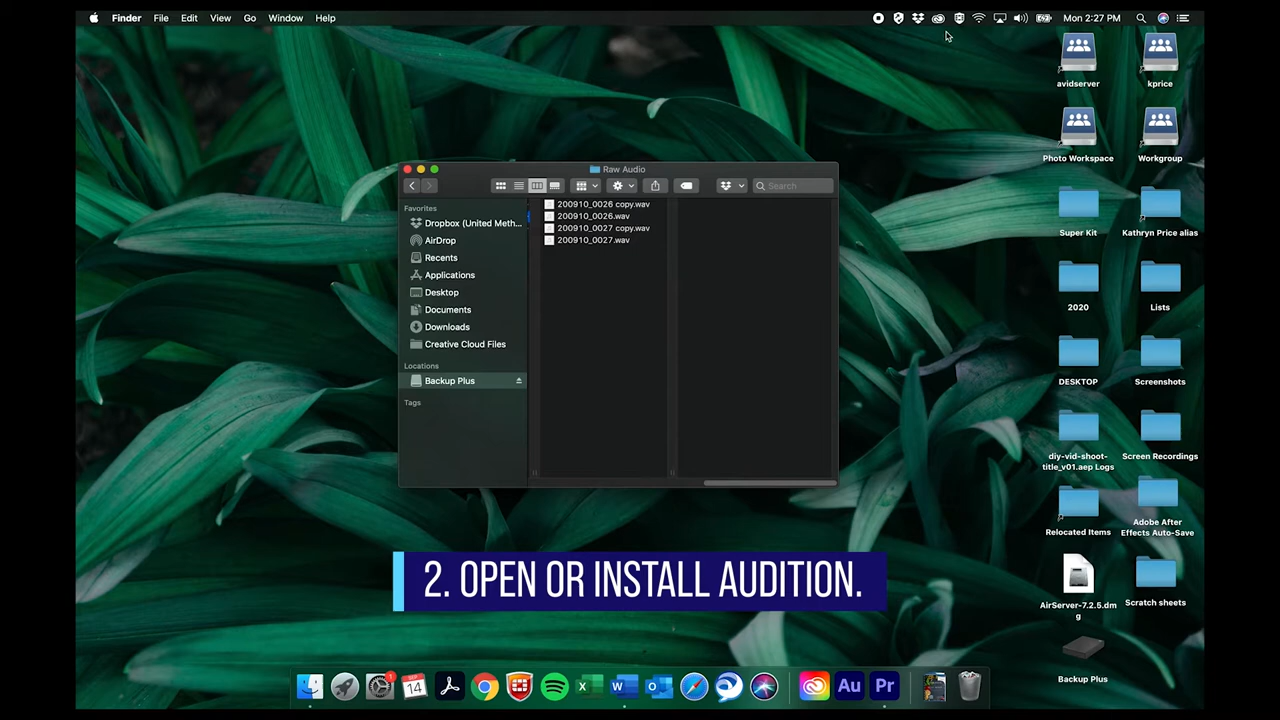 Finder File Edit View Go Window Help
Mon 2:27 PM
Raw Audio
Search
Favorites
Dropbox (United Meth...
AirDrop
Recents
Applications
Desktop
Documents
Downloads
Creative Cloud Files
Locations
Backup Plus
Tags
200910_0026 copy.wav
200910_0026.wav
200910_0027 copy.wav
200910_0027.wav
avidserver
kprice
Photo Workspace
Workgroup
Super Kit
Kathryn Price alias
2020
Lists
DESKTOP
Screenshots
diy-vid-shoot-
title_v01.aep Logs
Screen Recordings
Relocated Items
Adobe After
Effects Auto-Save
AirServer-7.2.5.dm
g
Scratch sheets
Backup Plus
2. OPEN OR INSTALL AUDITION.
1
SEP
14
X
W
O
Au
Pr